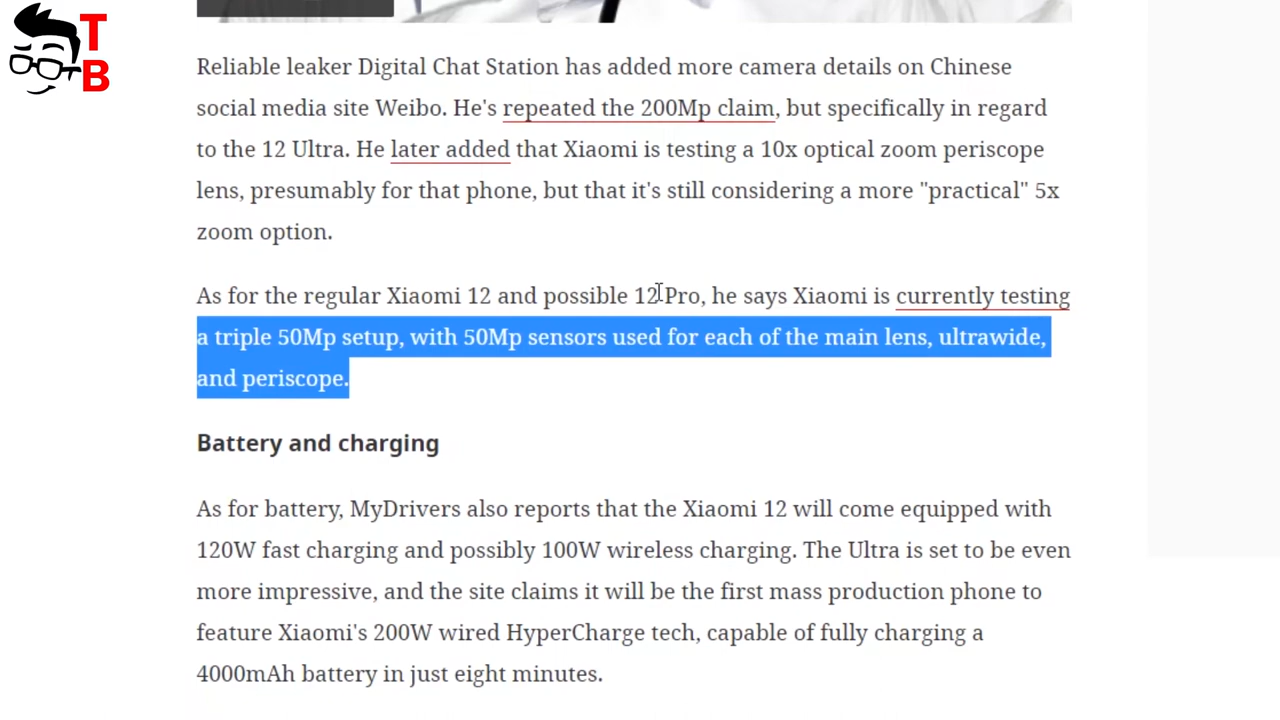 T
B
Reliable leaker Digital Chat Station has added more camera details on Chinese
social media site Weibo. He's repeated the 200Mp claim, but specifically in regard
to the 12 Ultra. He later added that Xiaomi is testing a 10x optical zoom periscope
lens, presumably for that phone, but that it's still considering a more "practical" 5x
zoom option.
As for the regular Xiaomi 12 and possible 12 Pro, he says Xiaomi is currently testing
a triple 50Mp setup, with 50Mp sensors used for each of the main lens, ultrawide,
and periscope.
Battery and charging
As for battery, MyDrivers also reports that the Xiaomi 12 will come equipped with
120W fast charging and possibly 100W wireless charging. The Ultra is set to be even
more impressive, and the site claims it will be the first mass production phone to
feature Xiaomi's 200W wired HyperCharge tech, capable of fully charging a
4000mAh battery in just eight minutes.